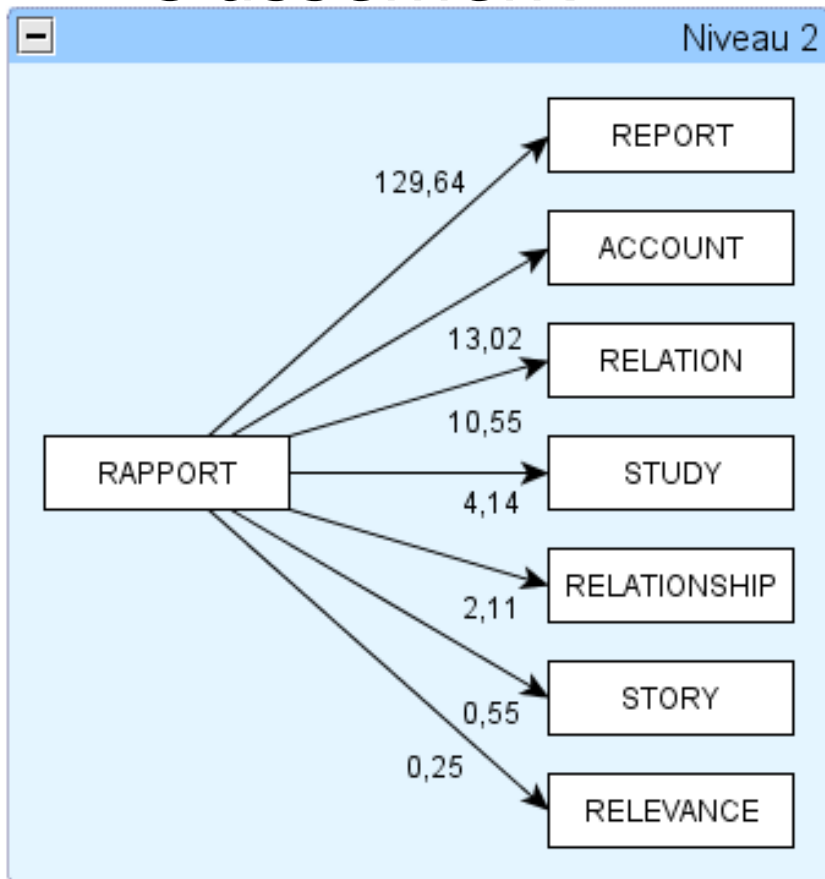 Niveau 2
REPORT
129,64
ACCOUNT
13,02
RELATION
10,55
RAPPORT
STUDY
4,14
RELATIONSHIP
2,11
STORY
0,55
0,25
RELEVANCE